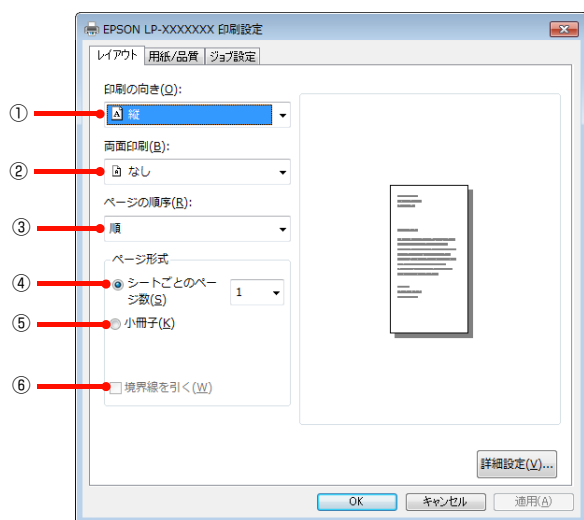 EPSON LP-XXXXXXX 印刷設定
レイアウト 用紙/品質 ジョブ設定
印刷の向き(O):
① 縦
両面印刷(B):
② なし
ページの順序(R):
③ 順
ページ形式
④ シートごとのペー
ジ数(S) 1
⑤ 小冊子(K)
⑥ 境界線を引く(W)
詳細設定(V)...
OK キャンセル 適用(A)